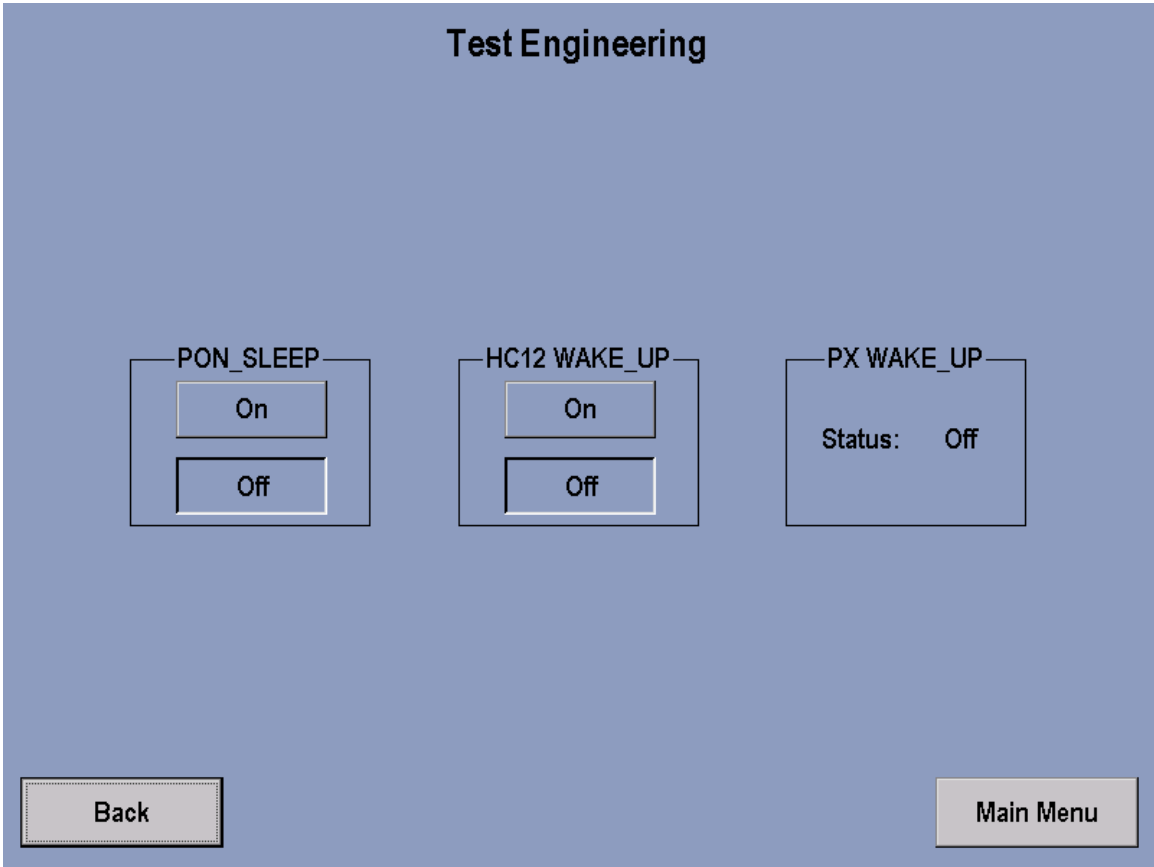 Test Engineering
PON_SLEEP
On
Off
HC12 WAKE_UP
On
Off
PX WAKE_UP
Status: Off
Back
Main Menu